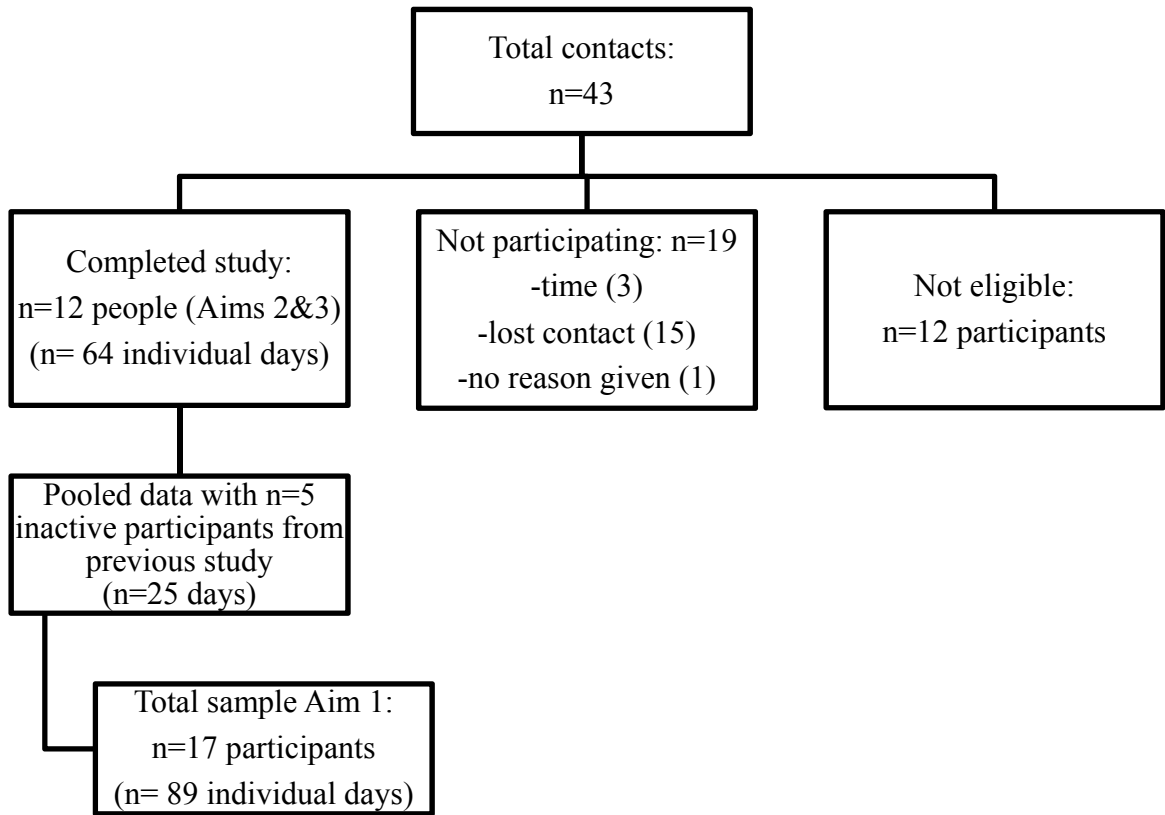 Total contacts:
n=43
Completed study:
n=12 people (Aims 2&3)
(n= 64 individual days)
Not participating: n=19
-time (3)
-lost contact (15)
-no reason given (1)
Not eligible:
n=12 participants
Pooled data with n=5
inactive participants from
previous study
(n=25 days)
Total sample Aim 1:
n=17 participants
(n= 89 individual days)